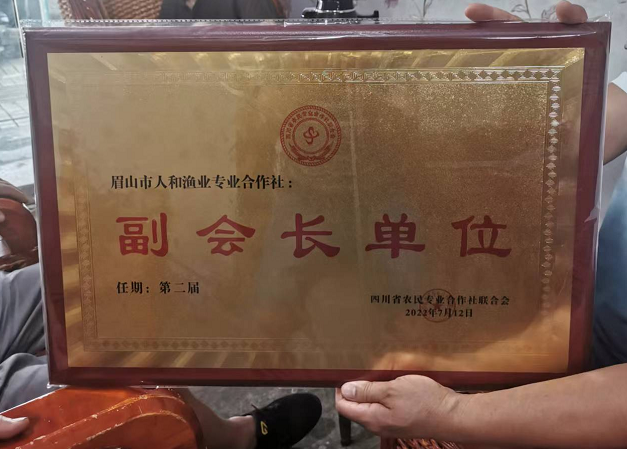 眉山市人和渔业专业合作社：
副会长单位
任期：第二届
四川省农民专业合作社联合会
2022年7月12日